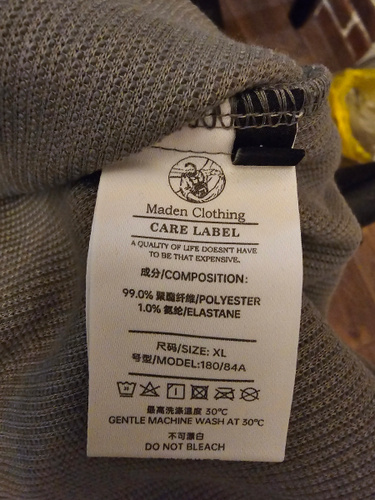 Maden Clothing
CARE LABEL
A QUALITY OF LIFE DOESN'T HAVE
TO BE THAT EXPENSIVE.
成分/COMPOSITION:
99.0% 聚酯纤维/POLYESTER
1.0% 氨纶/ELASTANE
尺码/SIZE: XL
号型/MODEL:180/84A
最高洗涤温度 30℃
GENTLE MACHINE WASH AT 30℃
不可漂白
DO NOT BLEACH